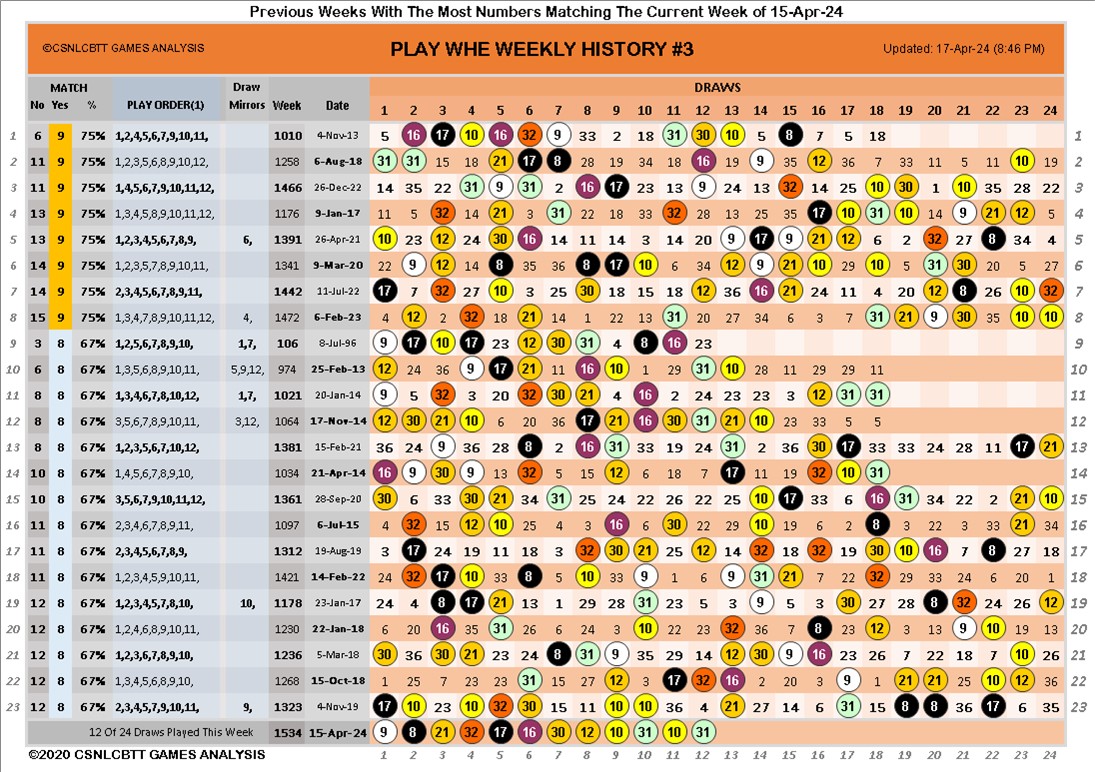 Previous Weeks With The Most Numbers Matching The Current Week of 15-Apr-24
©CSNLCBTT GAMES ANALYSIS PLAY WHE WEEKLY HISTORY #3 Updated: 17-Apr-24 (8:46 PM)
MATCH Draw DRAWS
No Yes % PLAY ORDER(1) Mirrors Week Date 1 2 3 4 5 6 7 8 9 10 11 12 13 14 15 16 17 18 19 20 21 22 23 24
1 6 9 75% 1,2,4,5,6,7,9,10,11, 1010 4-Nov-13 5 16 17 10 16 32 9 33 2 18 31 30 10 5 8 7 5 18 1
2 11 9 75% 1,2,3,5,6,8,9,10,12, 1258 6-Aug-18 31 31 15 18 21 17 8 28 19 34 18 16 19 9 35 12 36 7 33 11 5 11 10 19 2
3 11 9 75% 1,4,5,6,7,9,10,11,12, 1466 26-Dec-22 14 35 22 31 9 31 2 16 17 23 13 9 24 13 32 14 25 10 30 1 10 35 28 22 3
4 13 9 75% 1,3,4,5,8,9,10,11,12, 1176 9-Jan-17 11 5 32 14 21 3 31 22 18 33 32 28 13 25 25 17 10 31 10 14 9 21 12 5 4
5 13 9 75% 1,2,3,4,5,6,7,8,9, 6, 1391 26-Apr-21 10 23 12 24 30 16 14 11 14 3 14 20 9 17 9 21 12 6 2 32 27 8 34 4 5
6 14 9 75% 1,2,3,5,7,8,9,10,11, 1341 9-Mar-20 22 9 12 14 8 35 36 8 17 10 6 34 12 9 21 10 29 10 5 31 30 20 5 27 6
7 14 9 75% 2,3,4,5,6,7,8,9,11, 1442 11-Jul-22 17 7 32 27 10 3 25 30 18 15 18 12 36 16 21 24 11 4 20 12 8 26 10 32 7
8 15 9 75% 1,3,4,7,8,9,10,11,12, 4, 1472 6-Feb-23 4 12 2 32 18 21 14 2 22 11 31 20 27 34 6 3 7 31 21 9 30 35 10 10 8
9 3 8 67% 1,2,5,6,7,8,9,10, 1,7, 106 8-Jul-96 9 17 10 17 23 12 30 31 4 8 16 23 9
10 6 8 67% 1,3,5,6,8,9,10,11, 5,9,12, 974 25-Feb-13 12 24 36 9 17 21 11 16 10 1 29 31 10 28 11 29 29 11 10
11 8 8 67% 1,3,4,6,7,8,10,12, 1,7, 1021 20-Jan-14 9 5 32 3 20 32 30 21 4 16 2 24 23 23 3 12 31 31 11
12 8 8 67% 3,5,6,7,8,9,10,11, 3,12, 1064 17-Nov-14 12 30 21 10 6 20 36 17 21 16 30 31 21 10 23 33 5 5 12
13 8 8 67% 1,2,3,5,6,7,10,12, 1381 15-Feb-21 36 24 9 36 28 8 2 16 31 33 19 24 31 2 36 30 17 33 33 24 28 11 17 21 13
14 10 8 67% 1,4,5,6,7,8,9,10, 1034 21-Apr-14 16 9 30 9 13 32 5 15 12 6 18 7 17 11 19 32 10 31 14
15 10 8 67% 3,5,6,7,9,10,11,12, 1361 28-Sep-20 30 6 33 30 21 34 31 25 24 22 26 22 25 10 17 33 6 16 31 34 22 2 21 10 15
16 11 8 67% 2,3,4,6,7,8,9,11, 1097 6-Jul-15 4 32 15 12 10 25 4 3 16 6 30 22 14 10 19 6 2 8 3 22 3 33 21 34 16
17 11 8 67% 2,3,4,5,6,7,8,9, 1312 19-Aug-19 3 17 24 19 11 18 3 32 30 21 25 12 14 32 18 32 19 30 10 16 7 8 27 18 17
18 11 8 67% 1,2,3,4,5,9,10,11, 1421 14-Feb-22 24 32 17 10 33 8 5 10 33 9 1 6 9 31 21 7 22 32 29 33 24 6 20 1 18
19 12 8 67% 1,2,3,4,5,7,8,10, 10, 1178 23-Jan-17 24 4 8 17 21 13 1 29 28 31 23 5 3 9 5 3 30 27 28 8 32 24 26 12 19
20 12 8 67% 1,2,4,6,7,8,9,10, 1230 22-Jan-18 6 20 16 35 31 26 24 6 3 10 22 23 32 36 7 8 23 12 3 13 9 10 19 13 20
21 12 8 67% 1,2,3,6,7,8,9,10, 1236 5-Mar-18 30 36 30 21 23 24 8 31 9 35 29 14 12 30 9 16 23 26 7 22 18 7 10 26 21
22 12 8 67% 1,3,4,5,6,8,9,10, 1268 15-Oct-18 1 25 7 23 23 31 15 27 36 11 17 32 16 2 20 3 9 1 21 21 25 10 12 36 22
23 12 8 67% 2,3,4,5,7,9,10,11, 9, 1323 4-Nov-19 17 10 23 10 32 30 15 11 10 10 36 4 21 27 14 6 31 15 8 8 22 17 6 35 23
12 Of 24 Draws Played This Week 1534 15-Apr-24 9 8 21 32 17 16 30 12 10 31 10 31
©2020 CSNLCBTT GAMES ANALYSIS 1 2 3 4 5 6 7 8 9 10 11 12 13 14 15 16 17 18 19 20 21 22 23 24